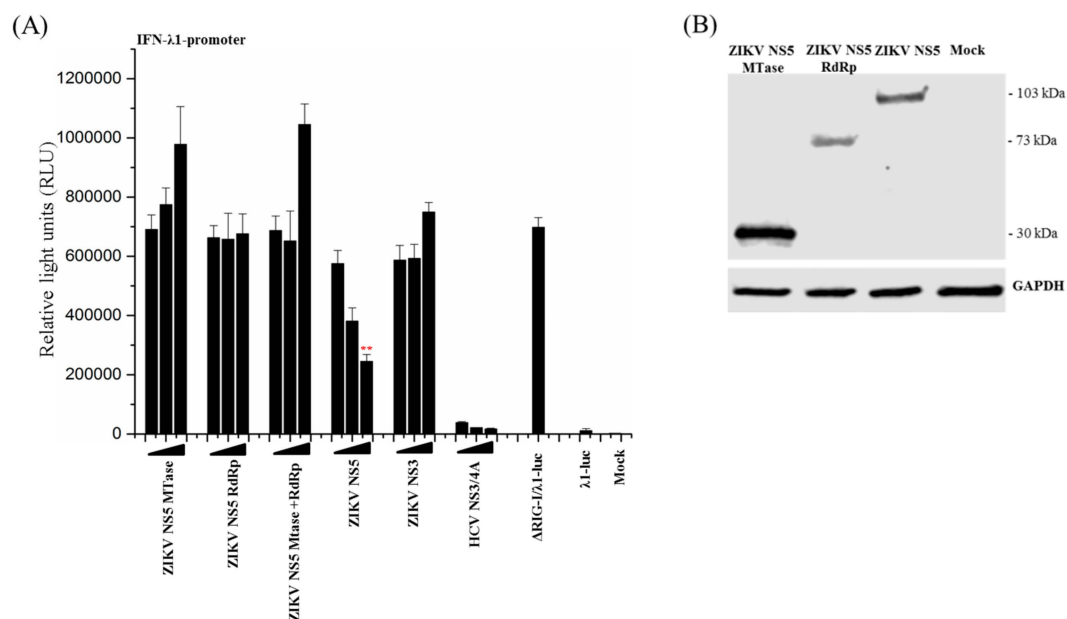 (A)
IFN-λ1-promoter
Relative light units (RLU)
1200000
1000000
800000
600000
400000
200000
0
**
ZIKV NS5 MTase
ZIKV NS5 RdRp
ZIKV NS5 Mtase+RdRp
ZIKV NS5
ZIKV NS3
HCV NS3/4A
ΔRIG-I/λ1-luc
λ1-luc
Mock
(B)
ZIKV NS5 ZIKV NS5 ZIKV NS5 Mock
MTase RdRp
- 103 kDa
- 73 kDa
- 30 kDa
GAPDH